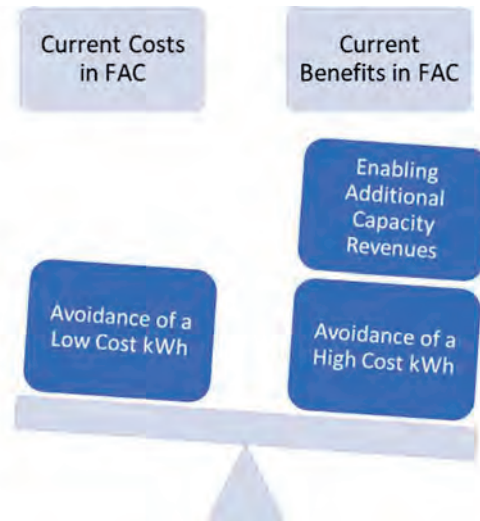 Current Costs
in FAC
Current
Benefits in FAC
Enabling
Additional
Capacity
Revenues
Avoidance of a
Low Cost kWh
Avoidance of a
High Cost kWh